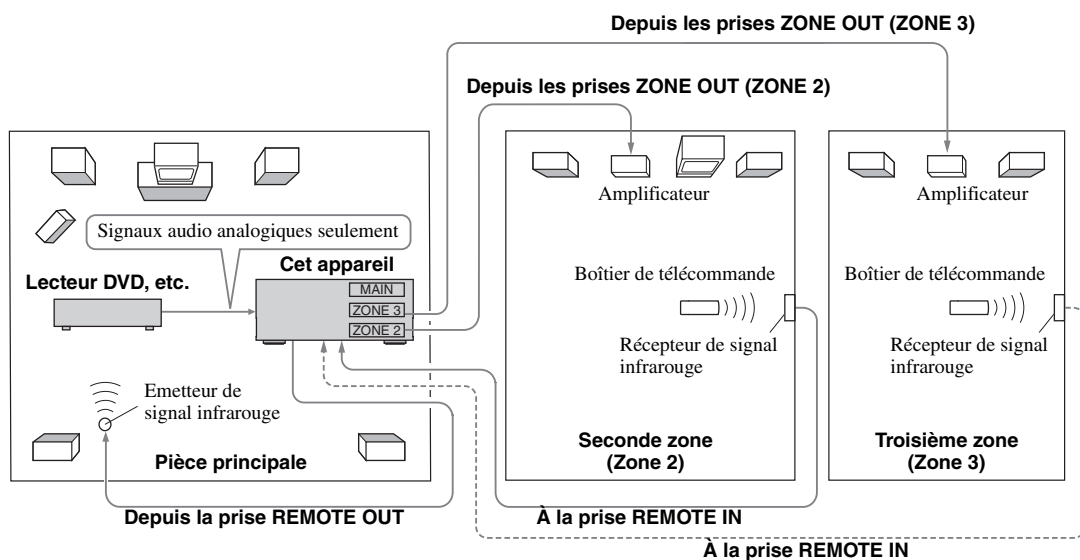 Depuis les prises ZONE OUT (ZONE 3)
Depuis les prises ZONE OUT (ZONE 2)
Signaux audio analogiques seulement
Lecteur DVD, etc.
Cet appareil
MAIN
ZONE 3
ZONE 2
Emetteur de
signal infrarouge
Pièce principale
Depuis la prise REMOTE OUT
Amplificateur
Boîtier de télécommande
Récepteur de signal
infrarouge
Seconde zone
(Zone 2)
À la prise REMOTE IN
Amplificateur
Boîtier de télécommande
Récepteur de signal
infrarouge
Troisième zone
(Zone 3)
À la prise REMOTE IN